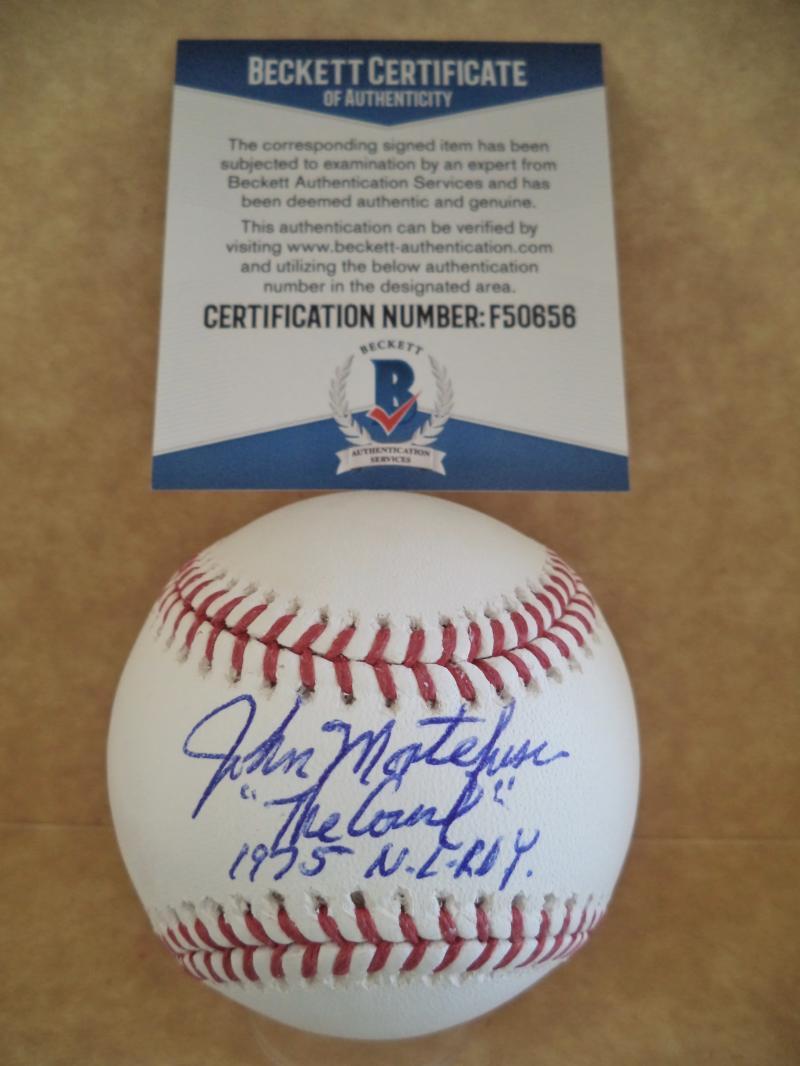 BECKETT CERTIFICATE
OF AUTHENTICITY
The corresponding signed item has been
subjected to examination by an expert from
Beckett Authentication Services and has
been deemed authentic and genuine.
This authentication can be verified by
visiting www.beckett-authentication.com
and utilizing the below authentication
number in the designated area.
CERTIFICATION NUMBER: F50656
BECKETT
B
AUTHENTICATION
SERVICES
John Montefusco
"The Count"
1975 N.L. ROY.